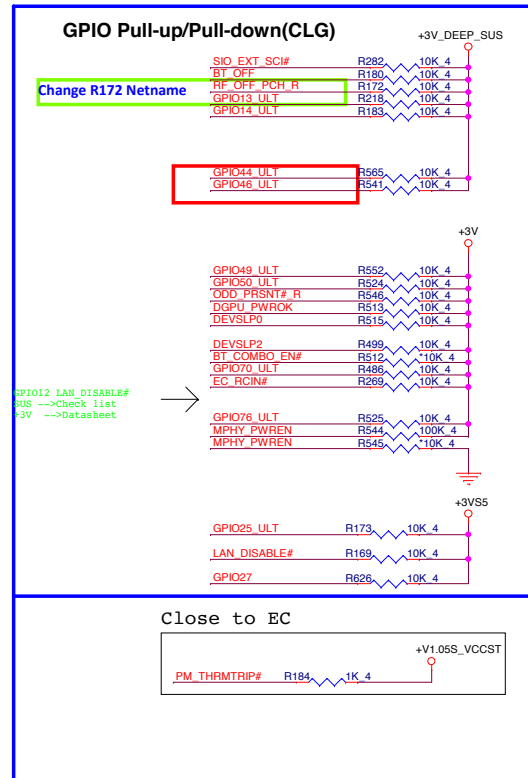 GPIO Pull-up/Pull-down(CLG)
+3V_DEEP_SUS
SIO_EXT_SCI# R282 10K_4
BT_OFF R180 10K_4
Change R172 Netname RF_OFF_PCH_R R172 10K_4
GPIO13_ULT R218 10K_4
GPIO14_ULT R183 10K_4
GPIO44_ULT R565 10K_4
GPIO46_ULT R541 10K_4
+3V
GPIO49_ULT R552 10K_4
GPIO50_ULT R524 10K_4
ODD_PRSNT#_R R546 10K_4
DGPU_PWROK R513 10K_4
DEVSLP0 R515 10K_4
DEVSLP2 R499 10K_4
BT_COMBO_EN# R512 *10K_4
GPIO70_ULT R486 10K_4
EC_RCIN# R269 10K_4
GPIO12 LAN_DISABLE#
SUS -->Check list
+3V -->Datasheet
GPIO76_ULT R525 10K_4
MPHY_PWREN R544 100K_4
MPHY_PWREN R545 *10K_4
+3VS5
GPIO25_ULT R173 10K_4
LAN_DISABLE# R169 10K_4
GPIO27 R626 10K_4
Close to EC
+V1.05S_VCCST
PM_THRMTRIP# R184 1K_4